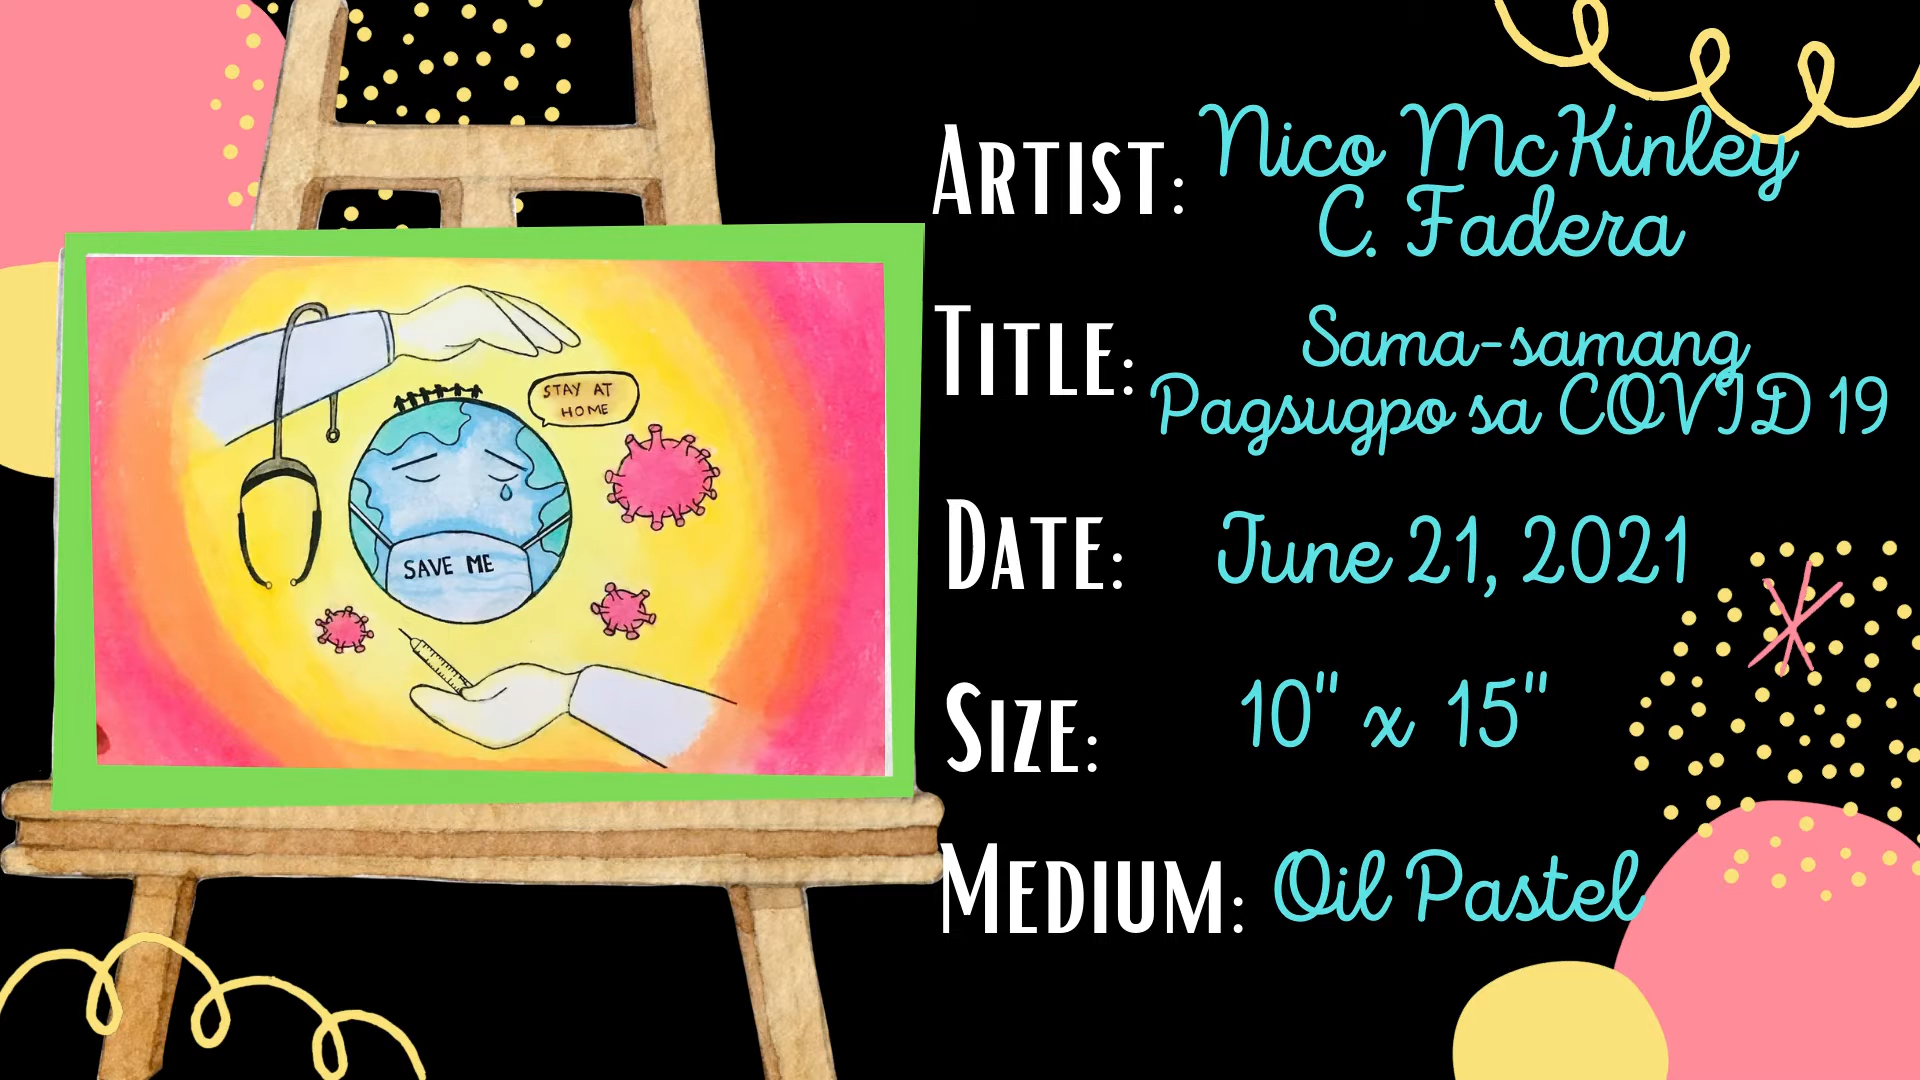 STAY AT
HOME
SAVE ME
ARTIST: Nico McKinley
C. Fadera
TITLE: Sama-samang
Pagsugpo sa COVID 19
DATE: June 21, 2021
SIZE: 10" x 15"
MEDIUM: Oil Pastel